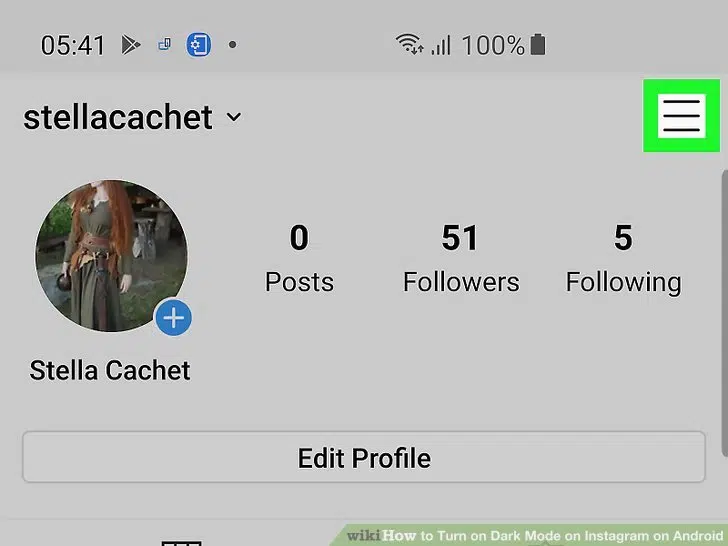 05:41 100%
stellacachet
0 51 5
Posts Followers Following
Stella Cachet
Edit Profile
wikiHow to Turn on Dark Mode on Instagram on Android